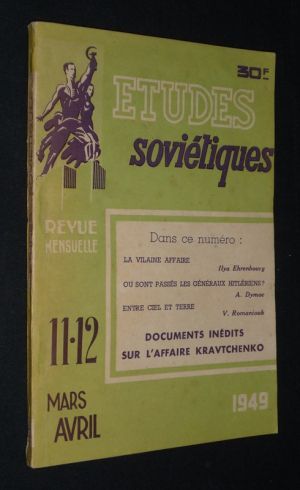 30F
ETUDES
soviétiques
REVUE
MENSUELLE
Dans ce numéro :
LA VILAINE AFFAIRE
Ilya Ehrenbourg
OU SONT PASSÉS LES GÉNÉRAUX HITLÉRIENS ?
A. Dymov
ENTRE CIEL ET TERRE
V. Romaniouk
DOCUMENTS INÉDITS
SUR L'AFFAIRE KRAVTCHENKO
11-12
MARS
AVRIL
1949